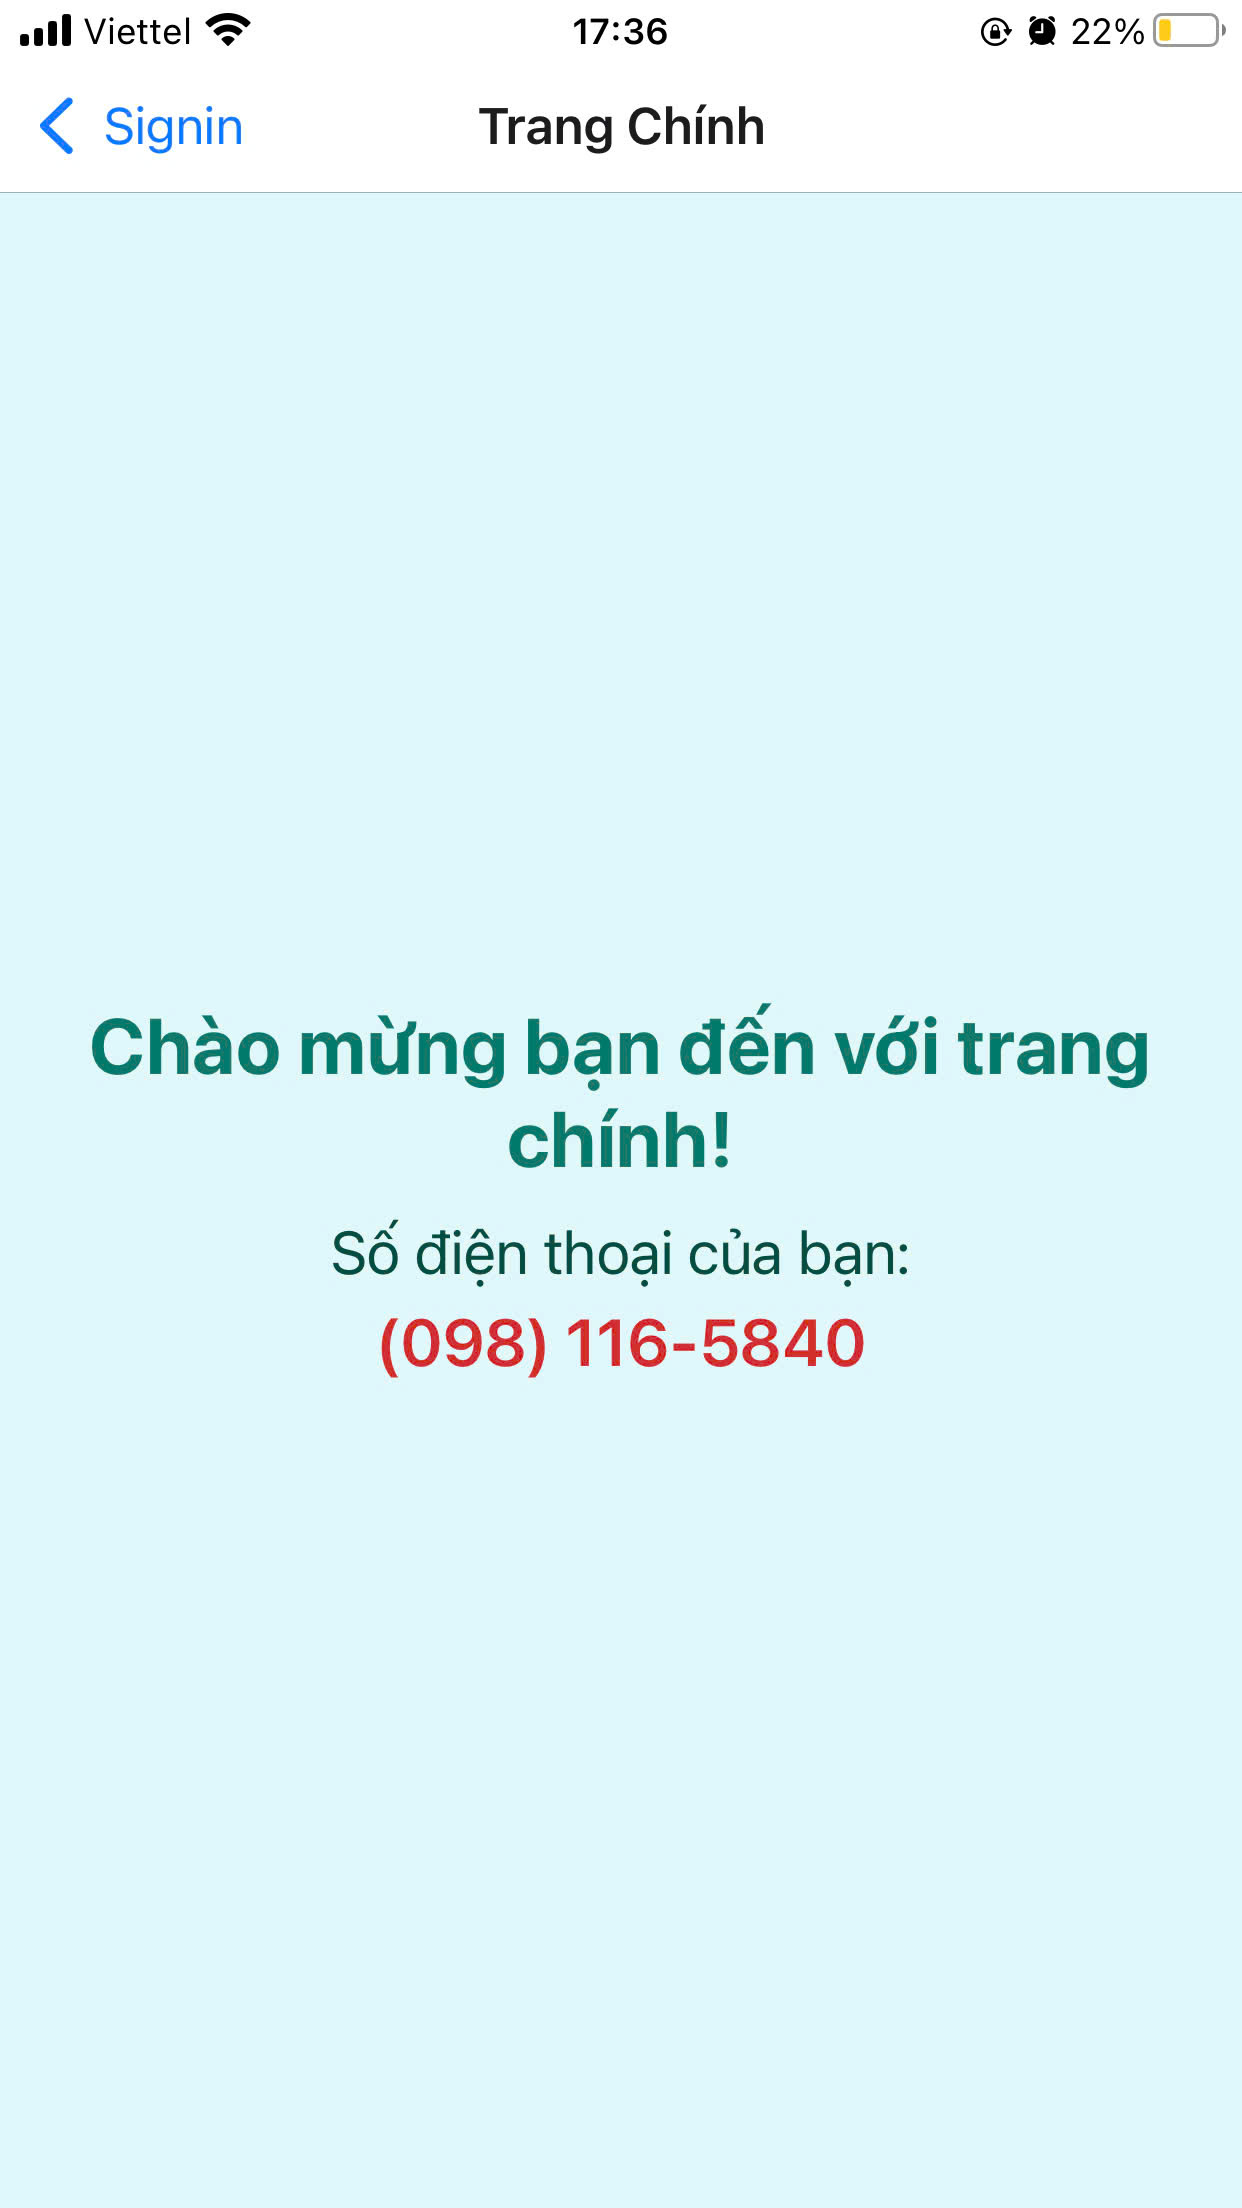 Viettel 17:36 22%
Signin Trang Chính
Chào mừng bạn đến với trang
chính!
Số điện thoại của bạn:
(098) 116-5840